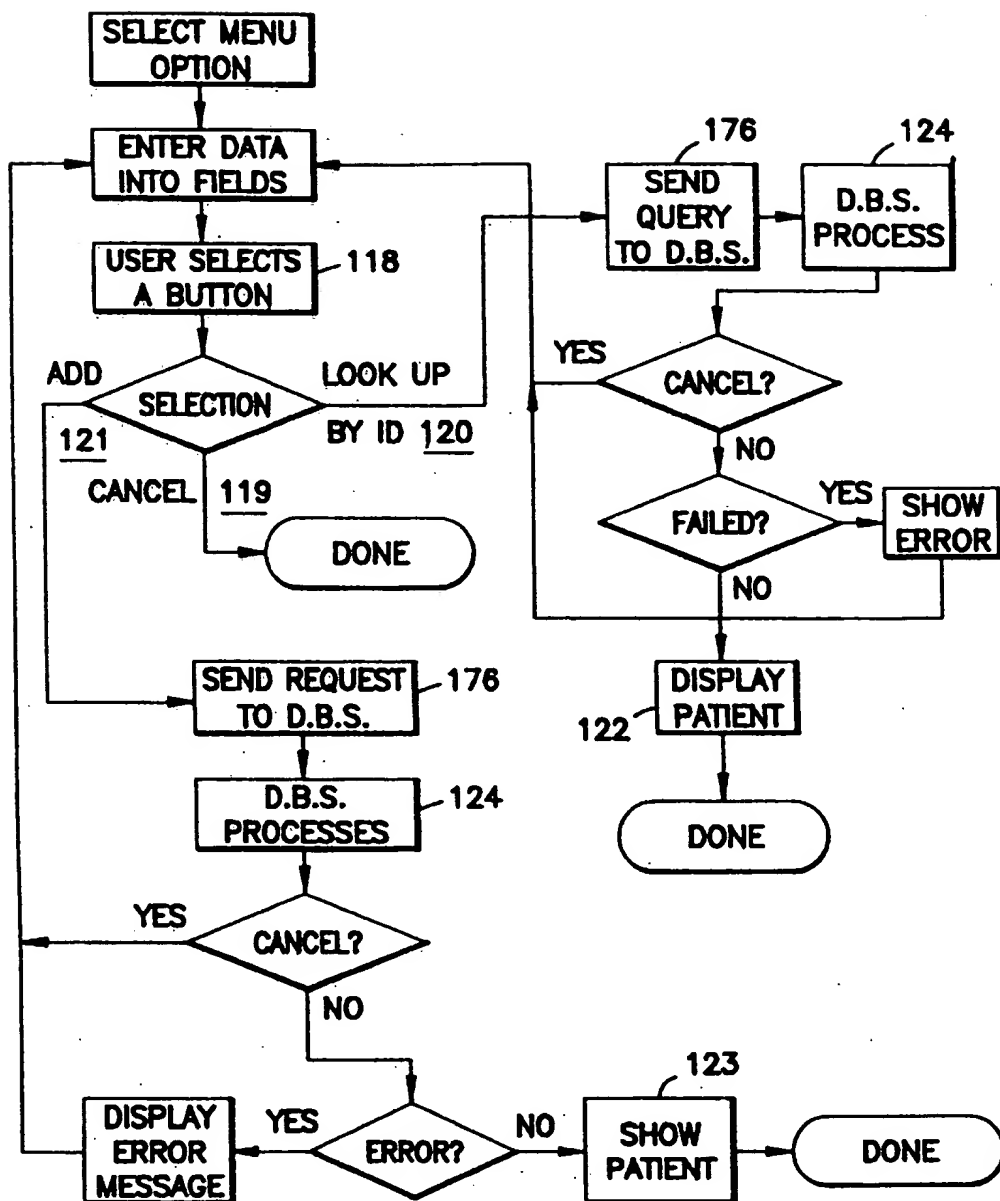 SELECT MENU
OPTION
ENTER DATA
INTO FIELDS
USER SELECTS
A BUTTON
118
ADD
121
SELECTION
LOOK UP
BY ID 120
CANCEL 119
DONE
176
SEND
QUERY
TO D.B.S.
124
D.B.S.
PROCESS
YES
CANCEL?
NO
FAILED?
YES
SHOW
ERROR
NO
DISPLAY
PATIENT
122
DONE
SEND REQUEST
TO D.B.S.
176
D.B.S.
PROCESSES
124
YES
CANCEL?
NO
DISPLAY
ERROR
MESSAGE
YES
ERROR?
NO
123
SHOW
PATIENT
DONE